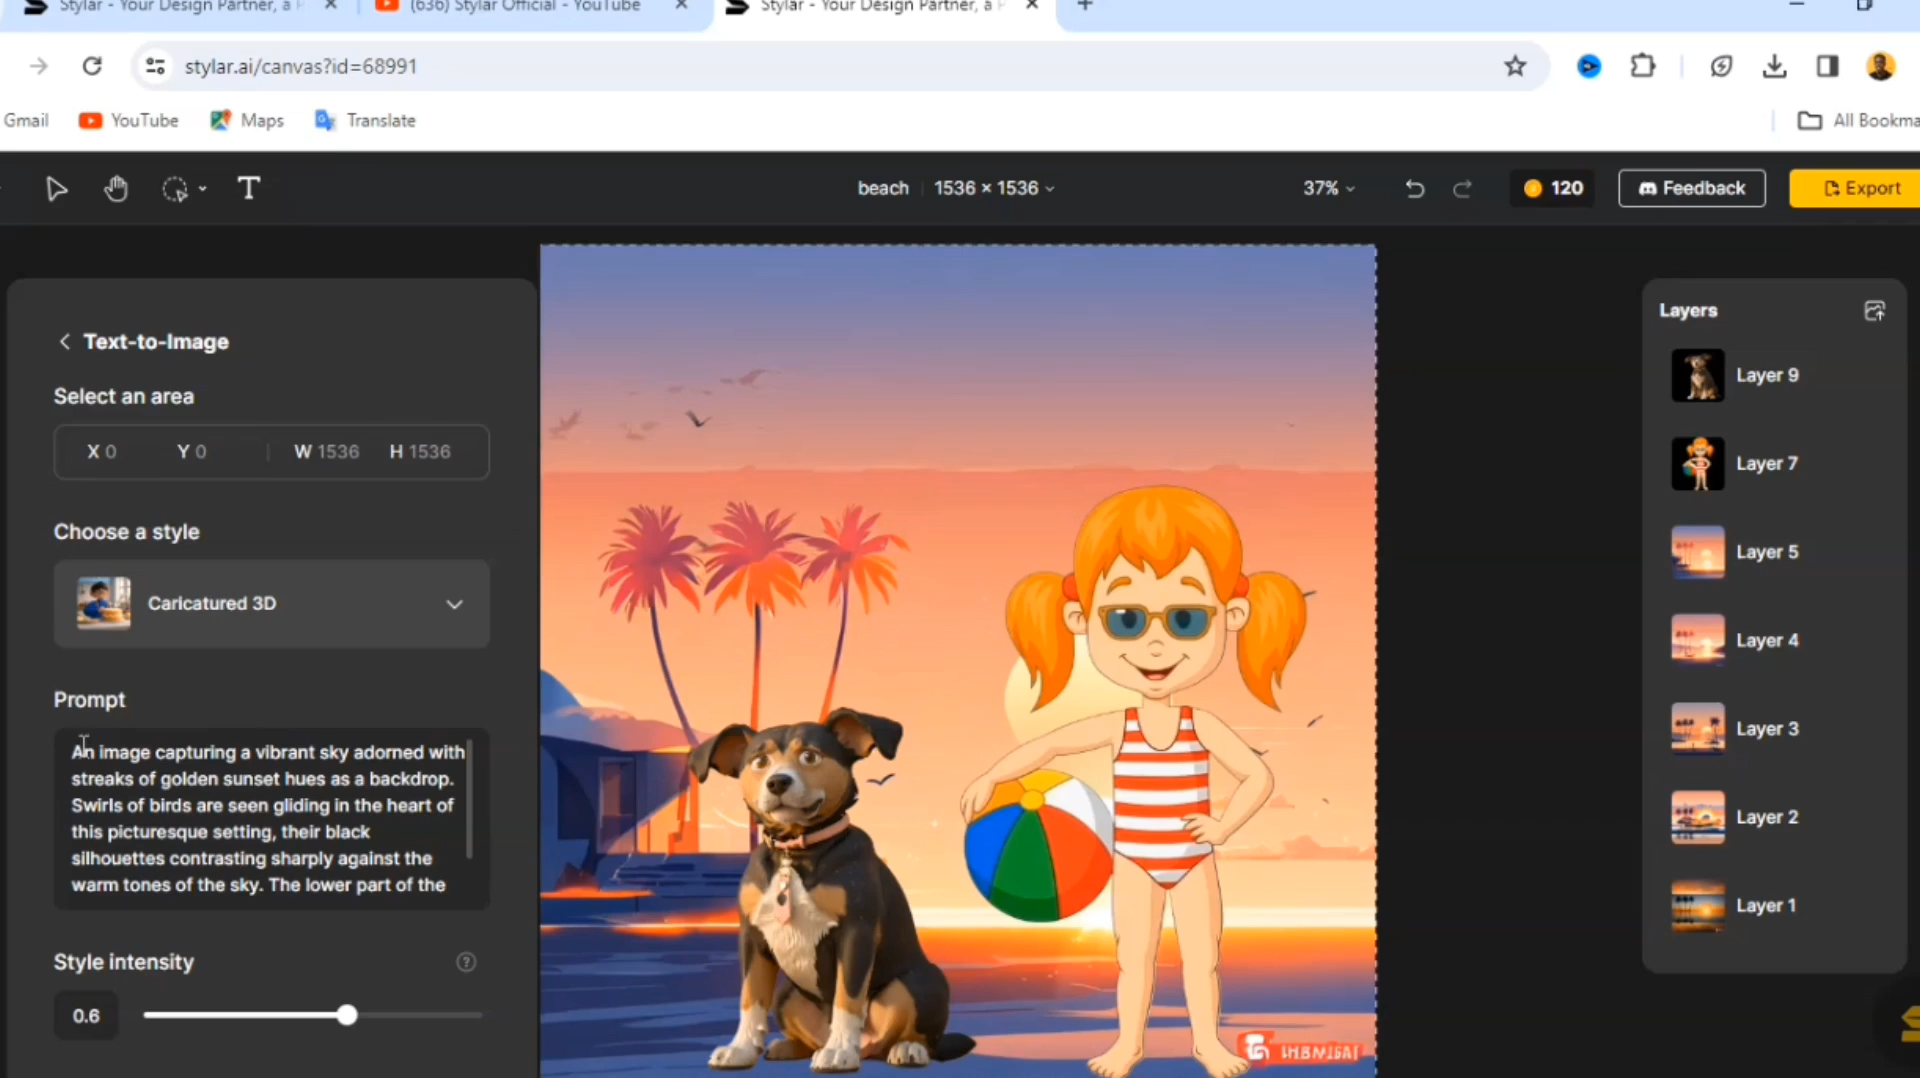 Stylar - Your Design Partner, a P
(636) Stylar Official - YouTube
Stylar - Your Design Partner, a P
stylar.ai/canvas?id=68991
Gmail
YouTube
Maps
Translate
All Bookma
T
beach
1536 × 1536
37%
120
Feedback
Export
Text-to-Image
Select an area
X 0 Y 0 W 1536 H 1536
Choose a style
Caricatured 3D
Prompt
An image capturing a vibrant sky adorned with
streaks of golden sunset hues as a backdrop.
Swirls of birds are seen gliding in the heart of
this picturesque setting, their black
silhouettes contrasting sharply against the
warm tones of the sky. The lower part of the
Style intensity
?
0.6
Layers
Layer 9
Layer 7
Layer 5
Layer 4
Layer 3
Layer 2
Layer 1